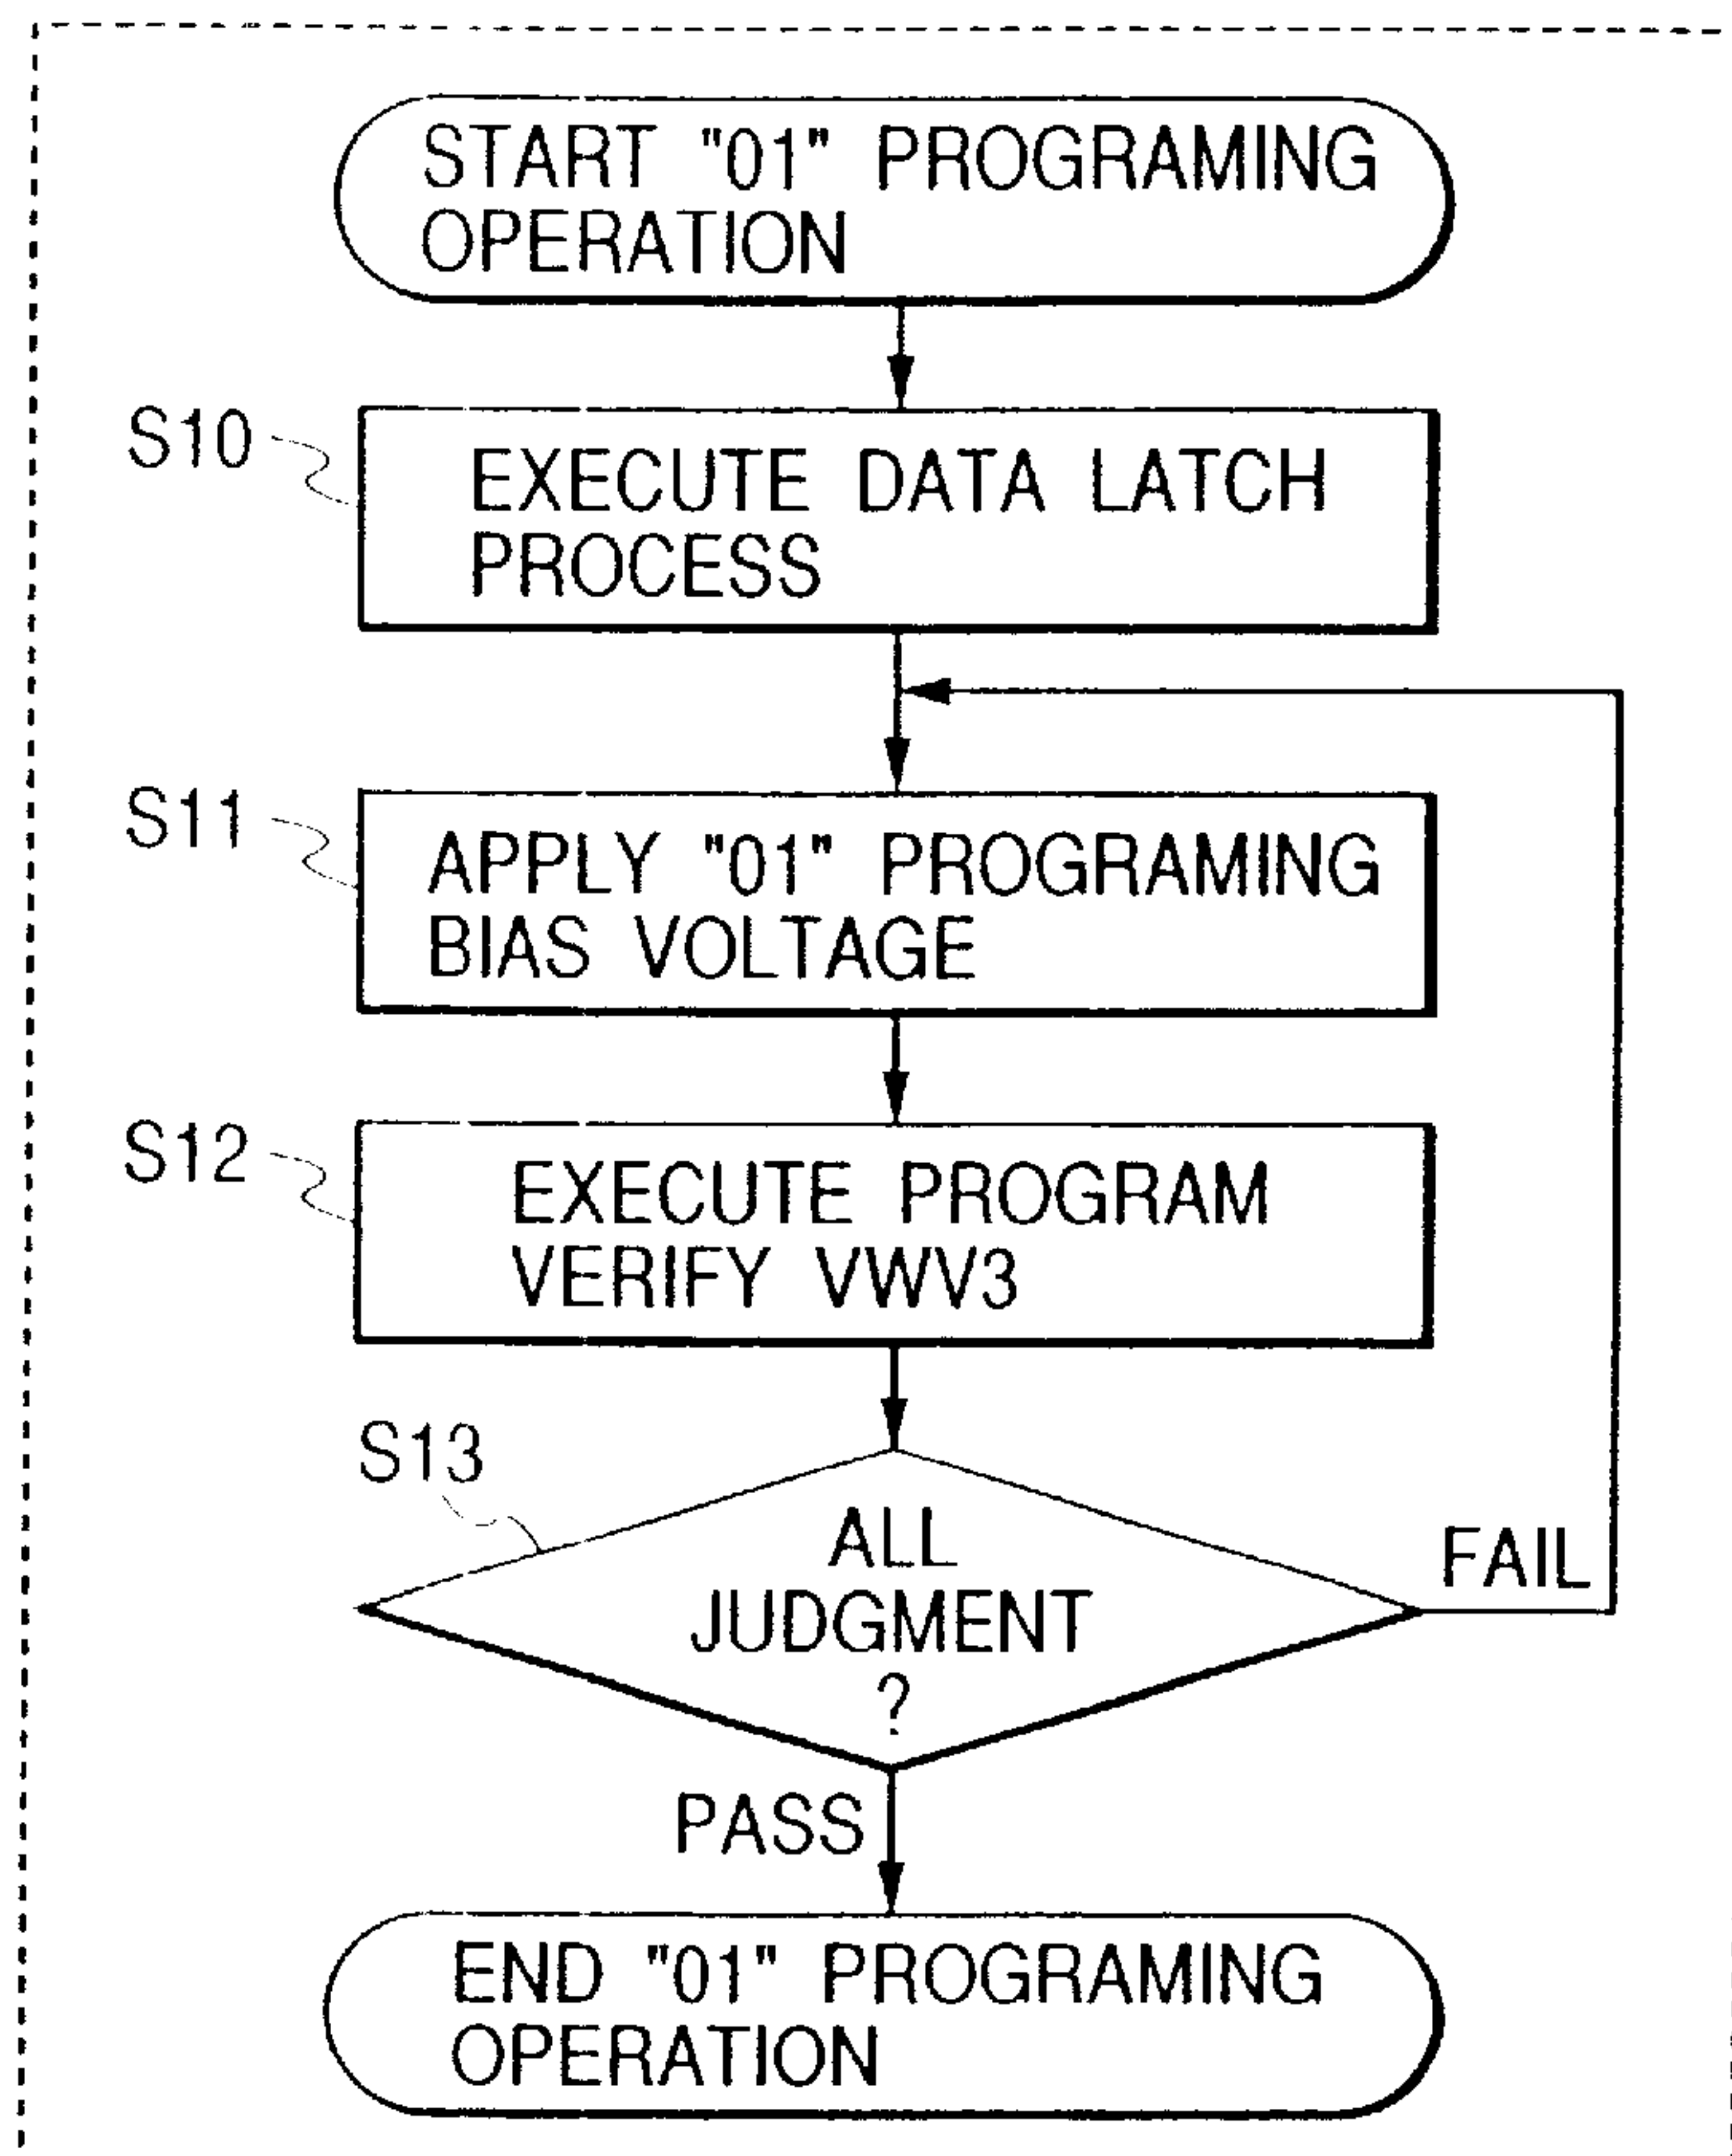 START "01" PROGRAMING
OPERATION
S10
EXECUTE DATA LATCH
PROCESS
S11
APPLY "01" PROGRAMING
BIAS VOLTAGE
S12
EXECUTE PROGRAM
VERIFY VWV3
S13
ALL
JUDGMENT
?
FAIL
PASS
END "01" PROGRAMING
OPERATION